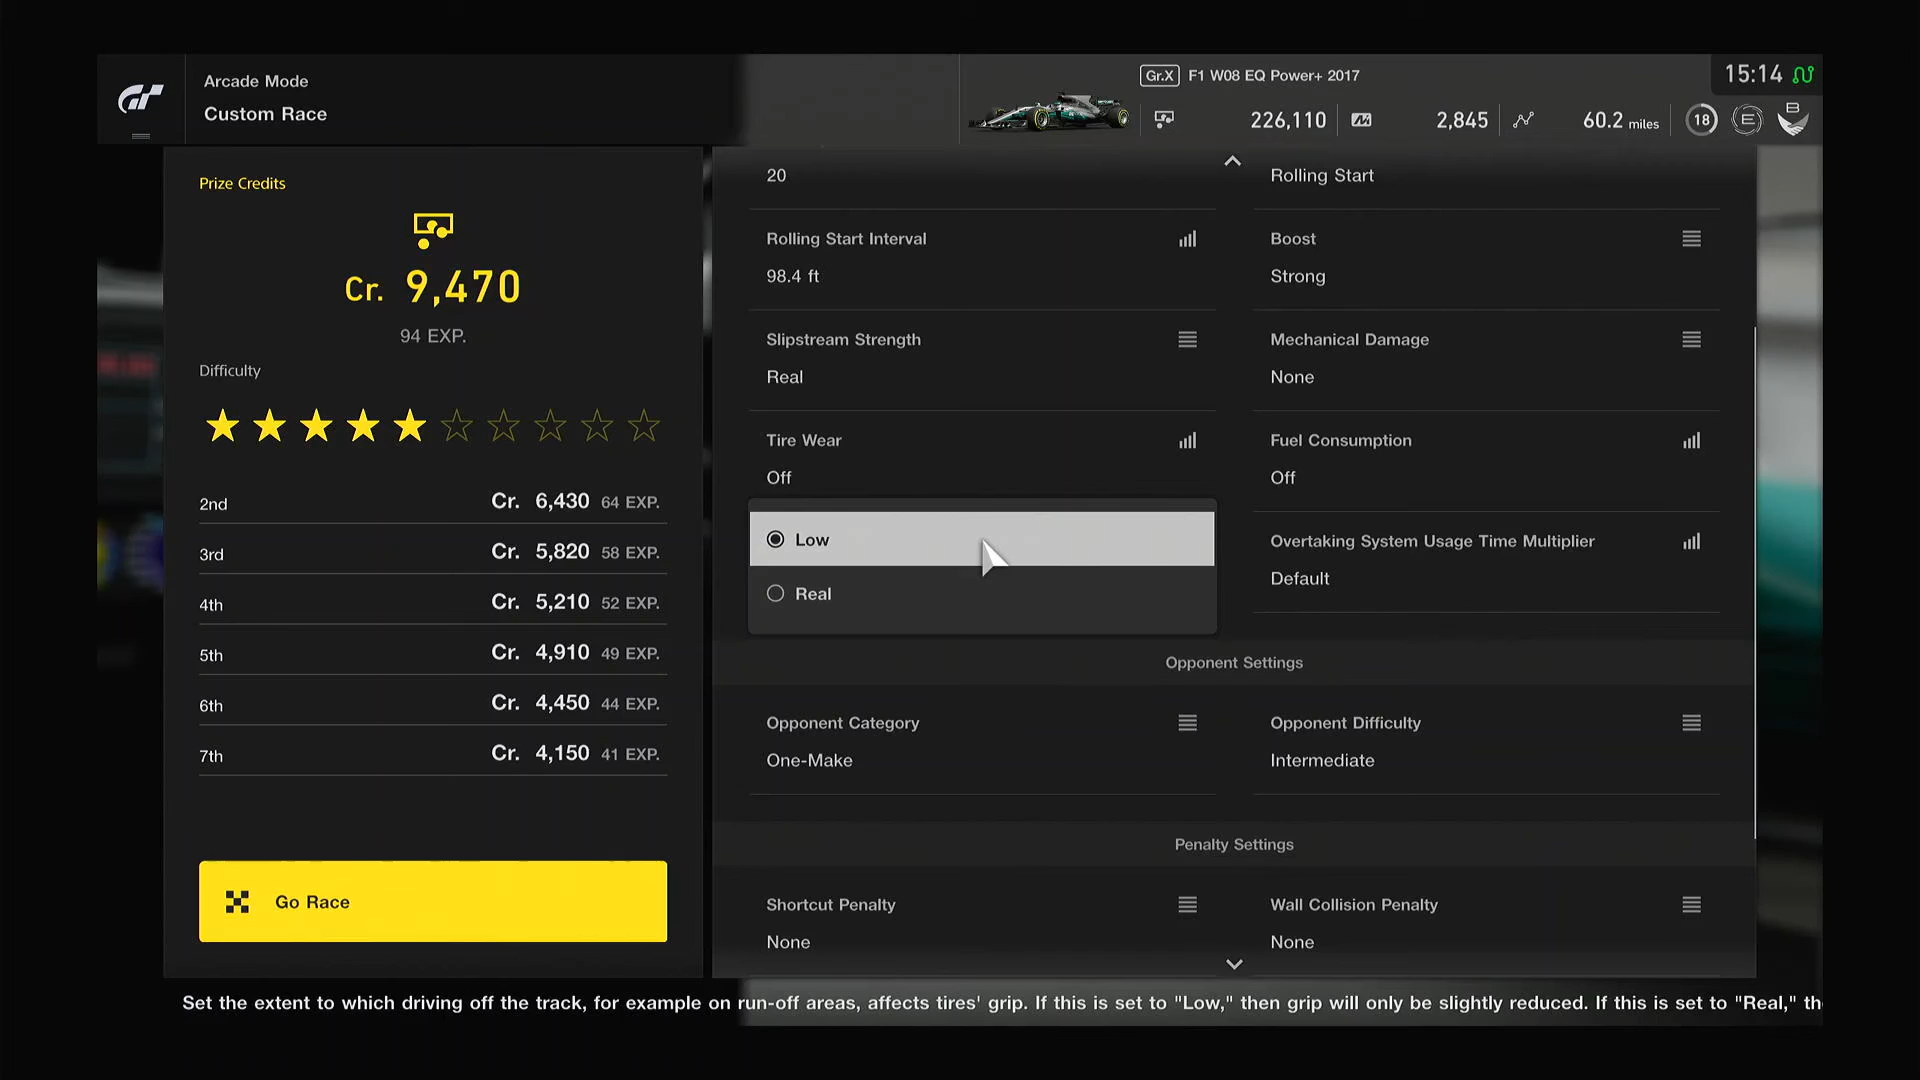 Arcade Mode
Custom Race
Gr.X F1 W08 EQ Power+ 2017
15:14
226,110
2,845
60.2 miles
18
E
B
Prize Credits
Cr. 9,470
94 EXP.
Difficulty
2nd Cr. 6,430 64 EXP.
3rd Cr. 5,820 58 EXP.
4th Cr. 5,210 52 EXP.
5th Cr. 4,910 49 EXP.
6th Cr. 4,450 44 EXP.
7th Cr. 4,150 41 EXP.
Go Race
20
Rolling Start
Rolling Start Interval
98.4 ft
Boost
Strong
Slipstream Strength
Real
Mechanical Damage
None
Tire Wear
Off
Fuel Consumption
Off
Low
Real
Overtaking System Usage Time Multiplier
Default
Opponent Settings
Opponent Category
One-Make
Opponent Difficulty
Intermediate
Penalty Settings
Shortcut Penalty
None
Wall Collision Penalty
None
Set the extent to which driving off the track, for example on run-off areas, affects tires' grip. If this is set to "Low," then grip will only be slightly reduced. If this is set to "Real," th